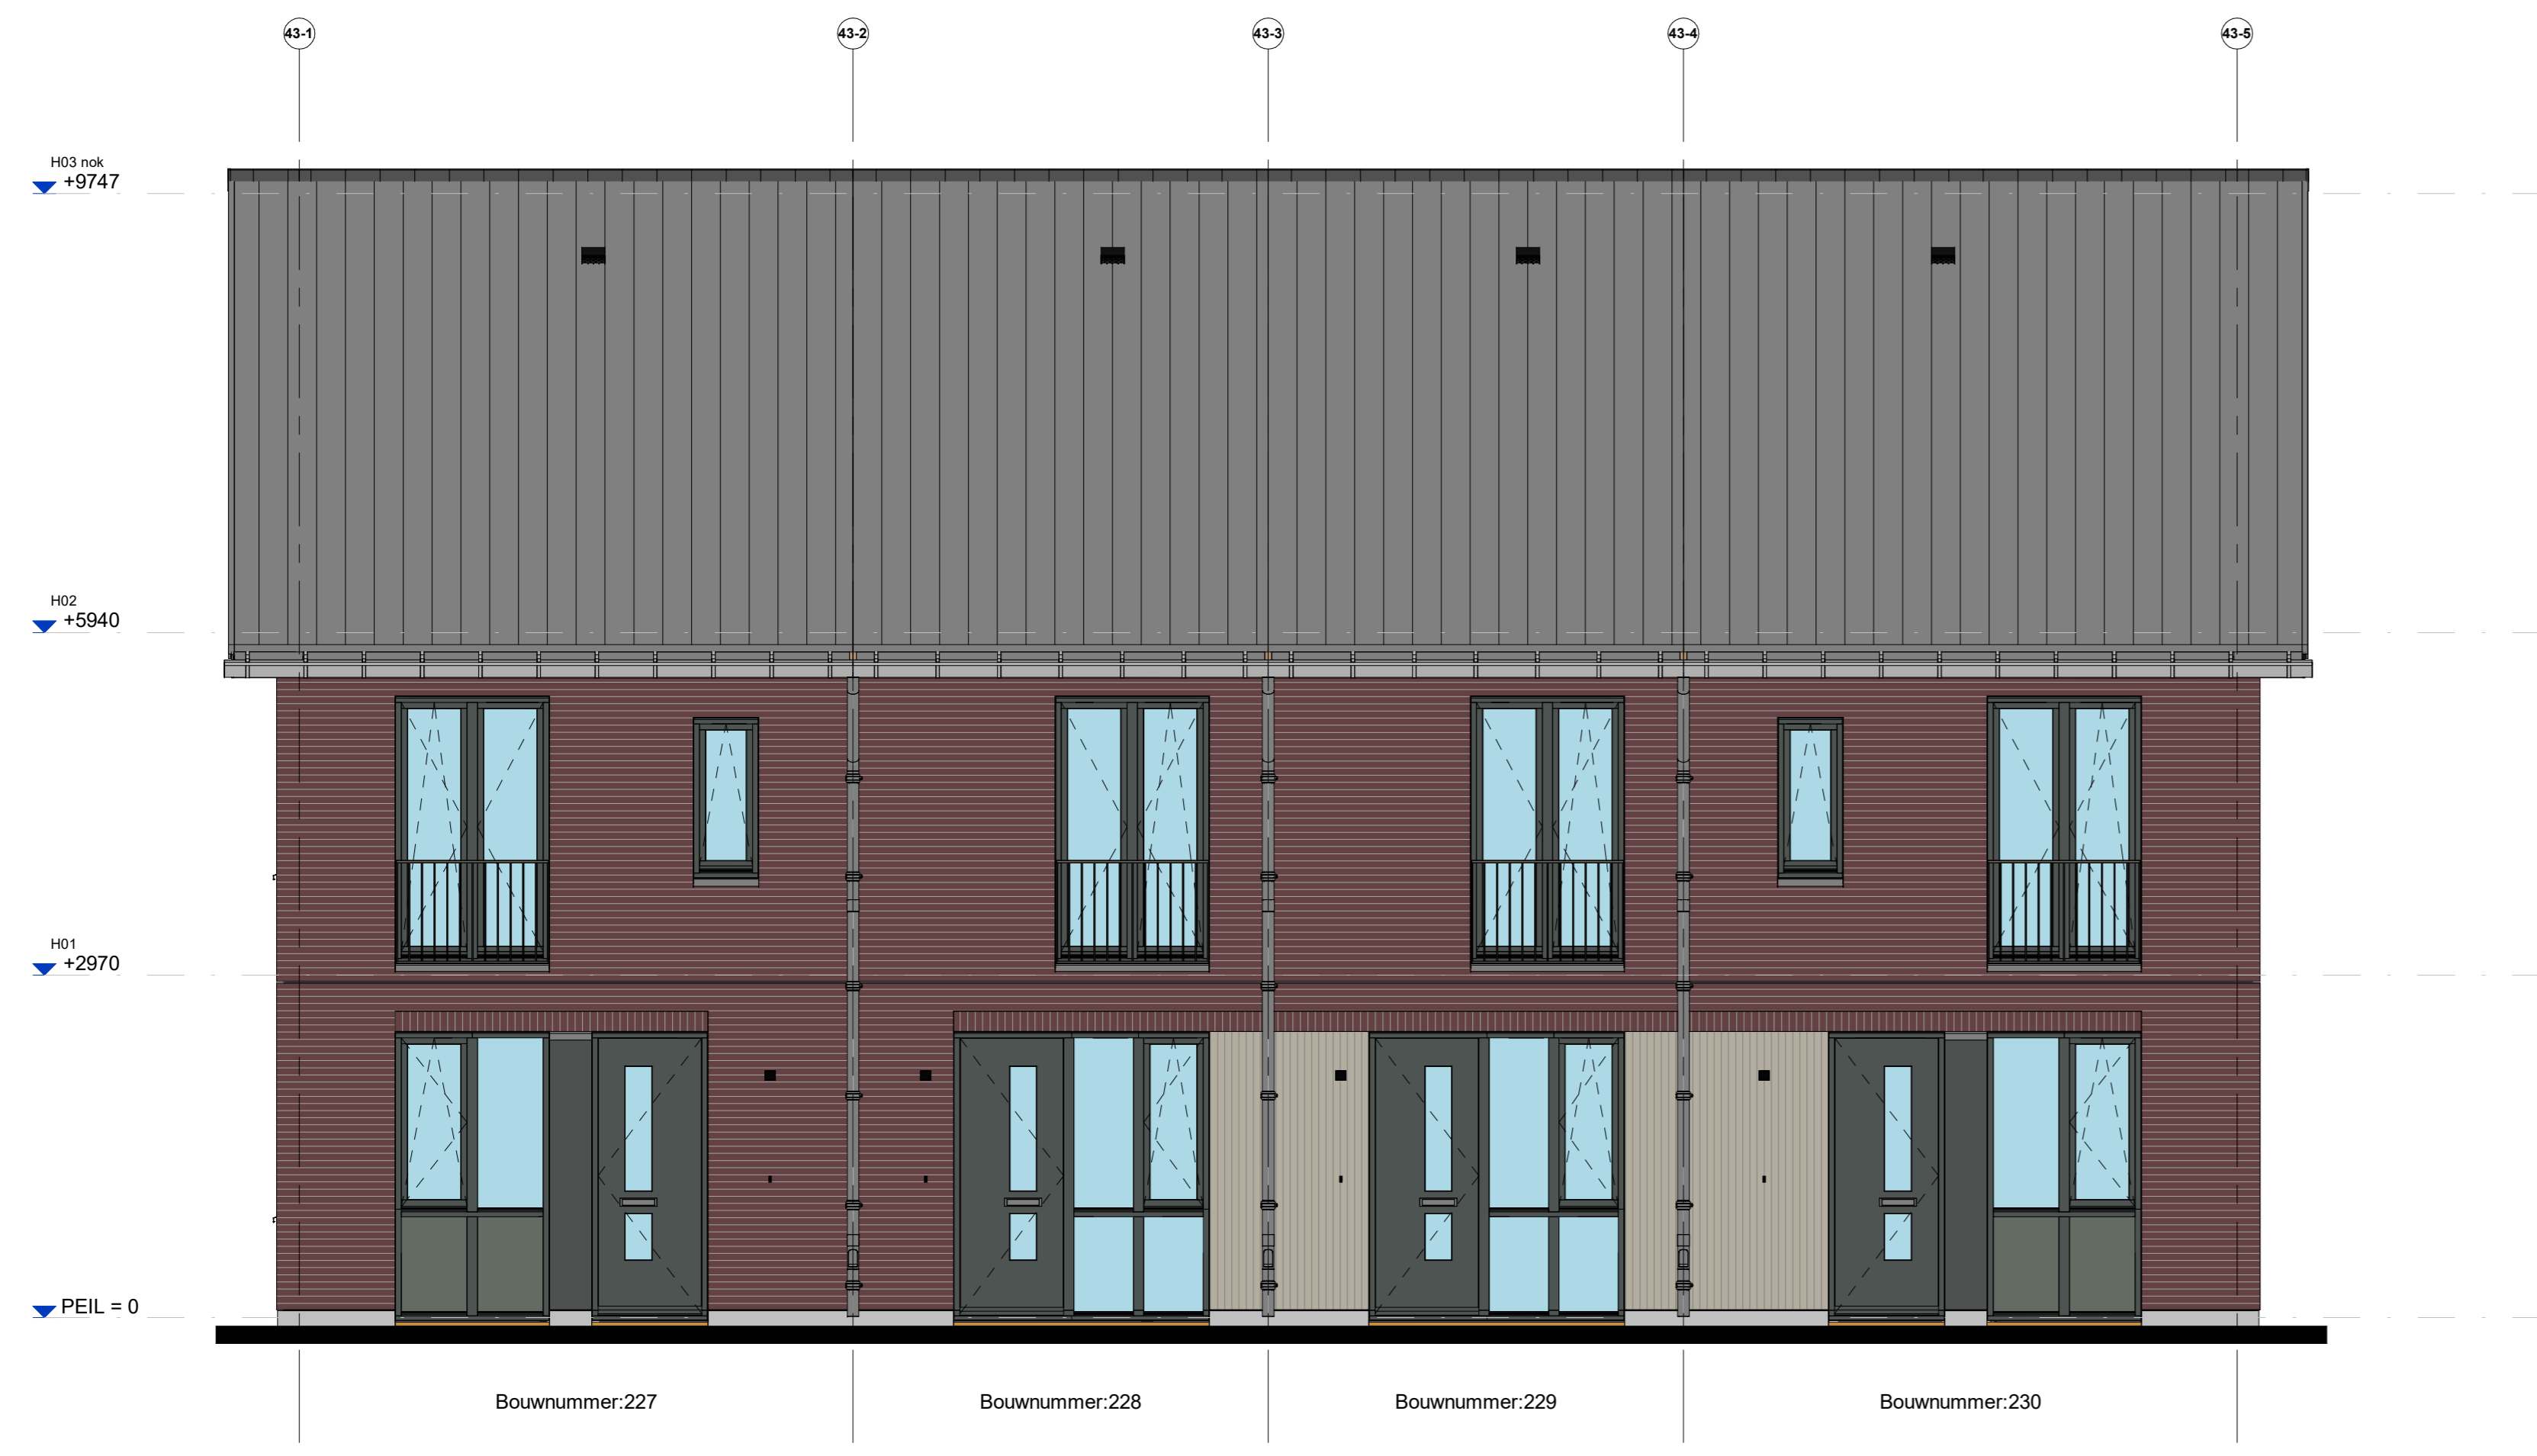 43-1 43-2 43-3 43-4 43-5
H03 nok
+9747
H02
+5940
H01
+2970
PEIL = 0
Bouwnummer:227 Bouwnummer:228 Bouwnummer:229 Bouwnummer:230